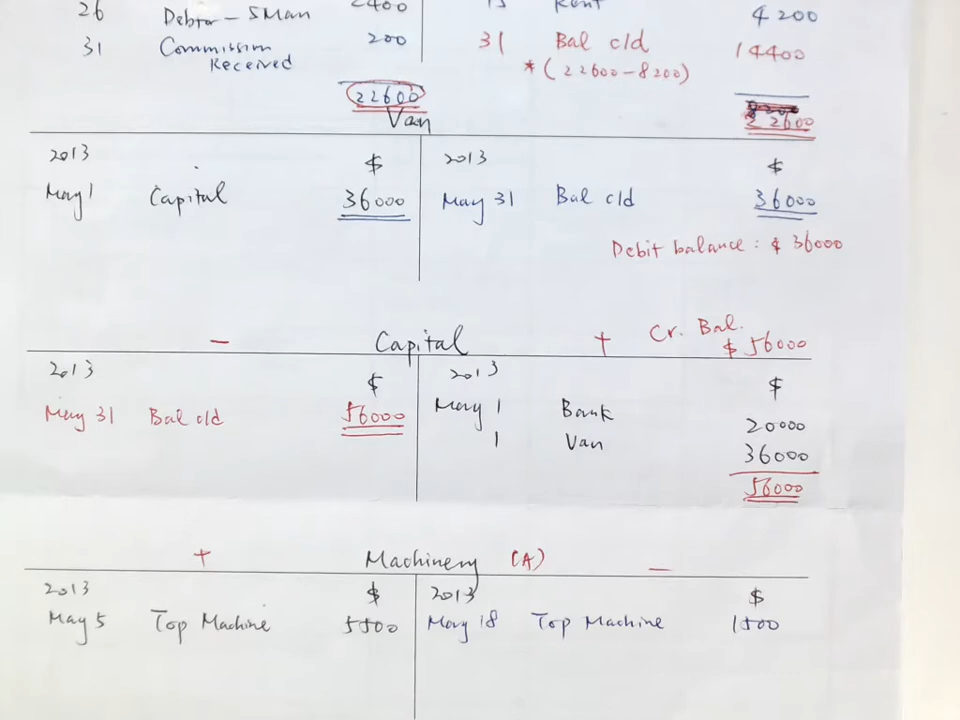 26 Debtor - SMan 2400 15 Rent 4200
31 Commission Received 200 31 Bal c/d 14400
*(22600-8200)
22600 22600
Van
2013 $ 2013 $
May 1 Capital 36000 May 31 Bal c/d 36000
Debit balance : $ 36000
Cr. Bal.
- Capital + $ 56000
2013 $ 2013 $
May 31 Bal c/d 56000 May 1 Bank 20000
1 Van 36000
56000
+ Machinery (A) -
2013 $ 2013 $
May 5 Top Machine 5500 May 18 Top Machine 1500